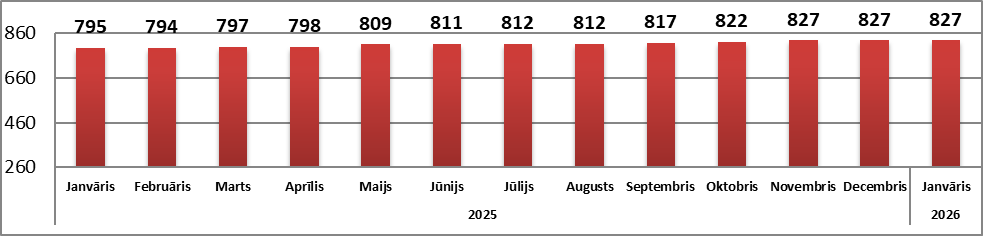 795 794 797 798 809 811 812 812 817 822 827 827 827
860
660
460
260
Janvāris Februāris Marts Aprīlis Maijs Jūnijs Jūlijs Augusts Septembris Oktobris Novembris Decembris Janvāris
2025 2026